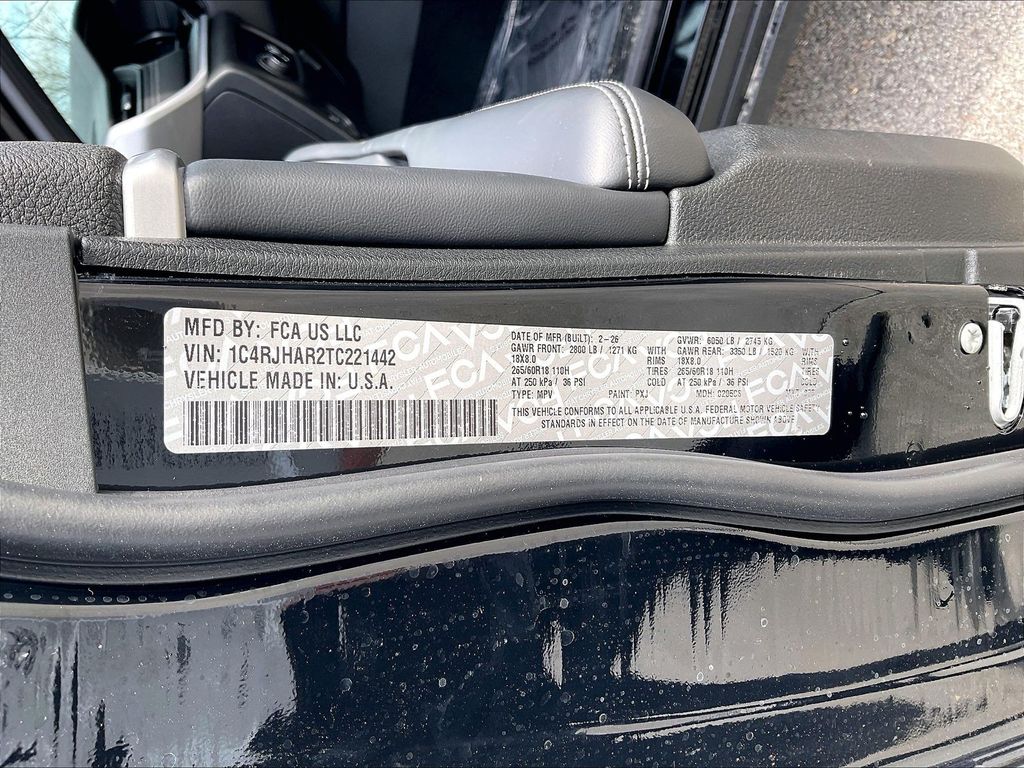 MFD BY: FCA US LLC
VIN: 1C4RJHAR2TC221442
VEHICLE MADE IN: U.S.A.
DATE OF MFR (BUILT): 2-26 GVWR: 6050 LB / 2745 KG
GAWR FRONT: 2800 LB / 1271 KG WITH GAWR REAR: 3350 LB / 1520 KG WITH
18X8.0 RIMS 18X8.0 RIMS
265/60R18 110H TIRES 265/60R18 110H TIRES
AT 250 kPa / 36 PSI COLD AT 250 kPa / 36 PSI COLD
TYPE: MPV PAINT: PXJ MDH:
THIS VEHICLE CONFORMS TO ALL APPLICABLE U.S.A. FEDERAL MOTOR VEHICLE SAFETY
STANDARDS IN EFFECT ON THE DATE OF MANUFACTURE SHOWN ABOVE